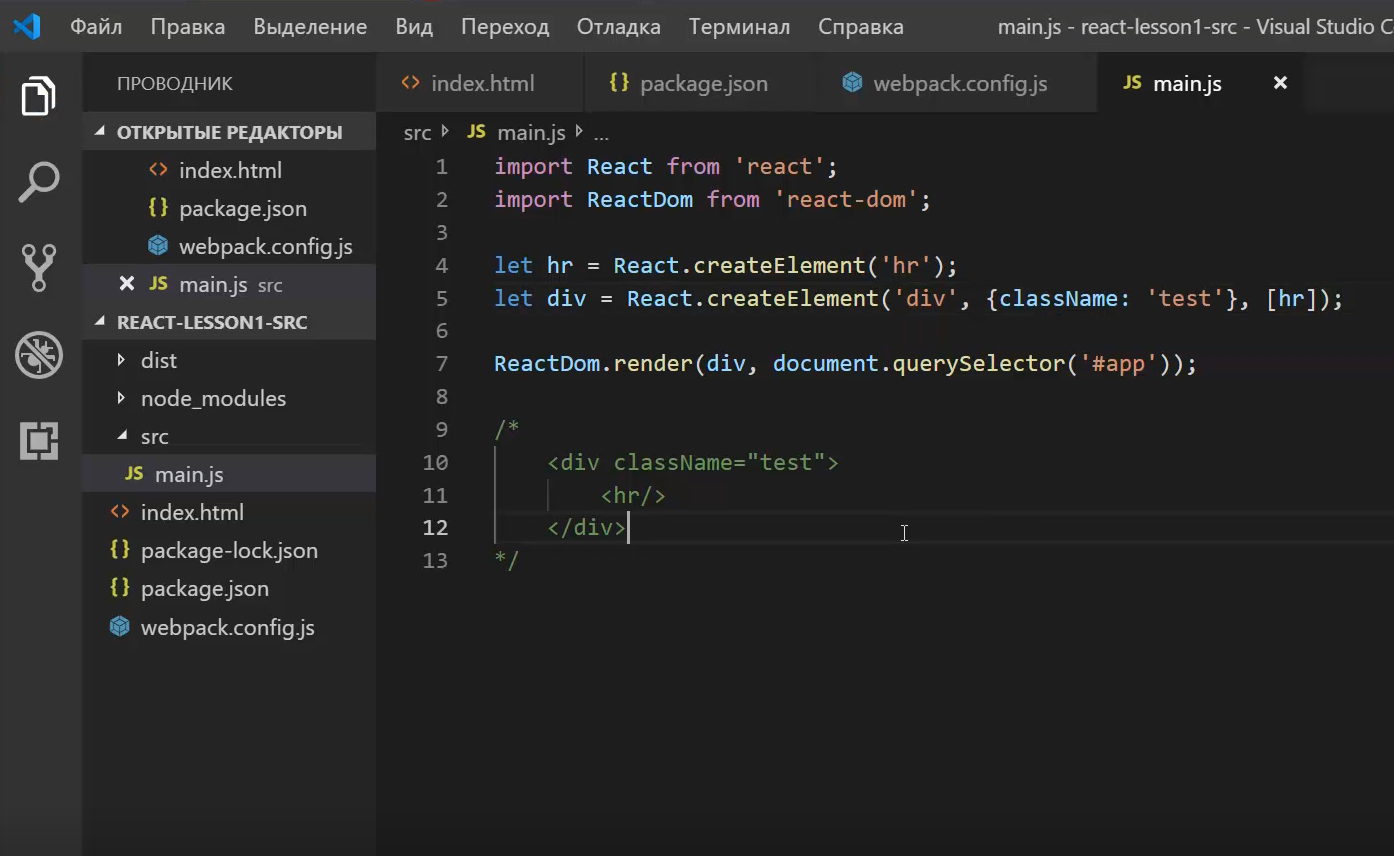 Файл Правка Выделение Вид Переход Отладка Терминал Справка main.js - react-lesson1-src - Visual Studio
ПРОВОДНИК
ОТКРЫТЫЕ РЕДАКТОРЫ
index.html
package.json
webpack.config.js
main.js src
REACT-LESSON1-SRC
dist
node_modules
src
JS main.js
index.html
{} package-lock.json
{} package.json
webpack.config.js
<> index.html {} package.json webpack.config.js JS main.js ×
src JS main.js ...
1 import React from 'react';
2 import ReactDom from 'react-dom';
3
4 let hr = React.createElement('hr');
5 let div = React.createElement('div', {className: 'test'}, [hr]);
6
7 ReactDom.render(div, document.querySelector('#app'));
8
9 /*
10 <div className="test">
11 <hr/>
12 </div>
13 */